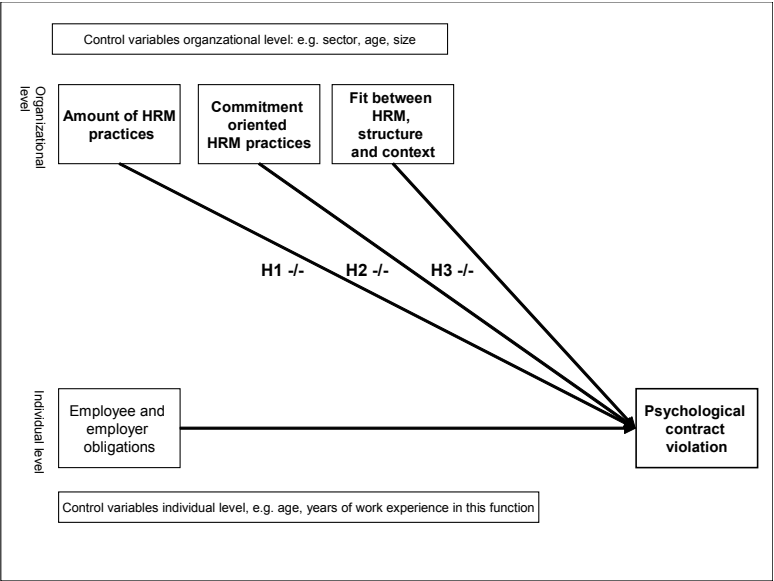 Control variables organzational level: e.g. sector, age, size
Organizational
level
Amount of HRM
practices
Commitment
oriented
HRM practices
Fit between
HRM,
structure
and context
H1 -/-
H2 -/-
H3 -/-
Individual level
Employee and
employer
obligations
Psychological
contract
violation
Control variables individual level, e.g. age, years of work experience in this function